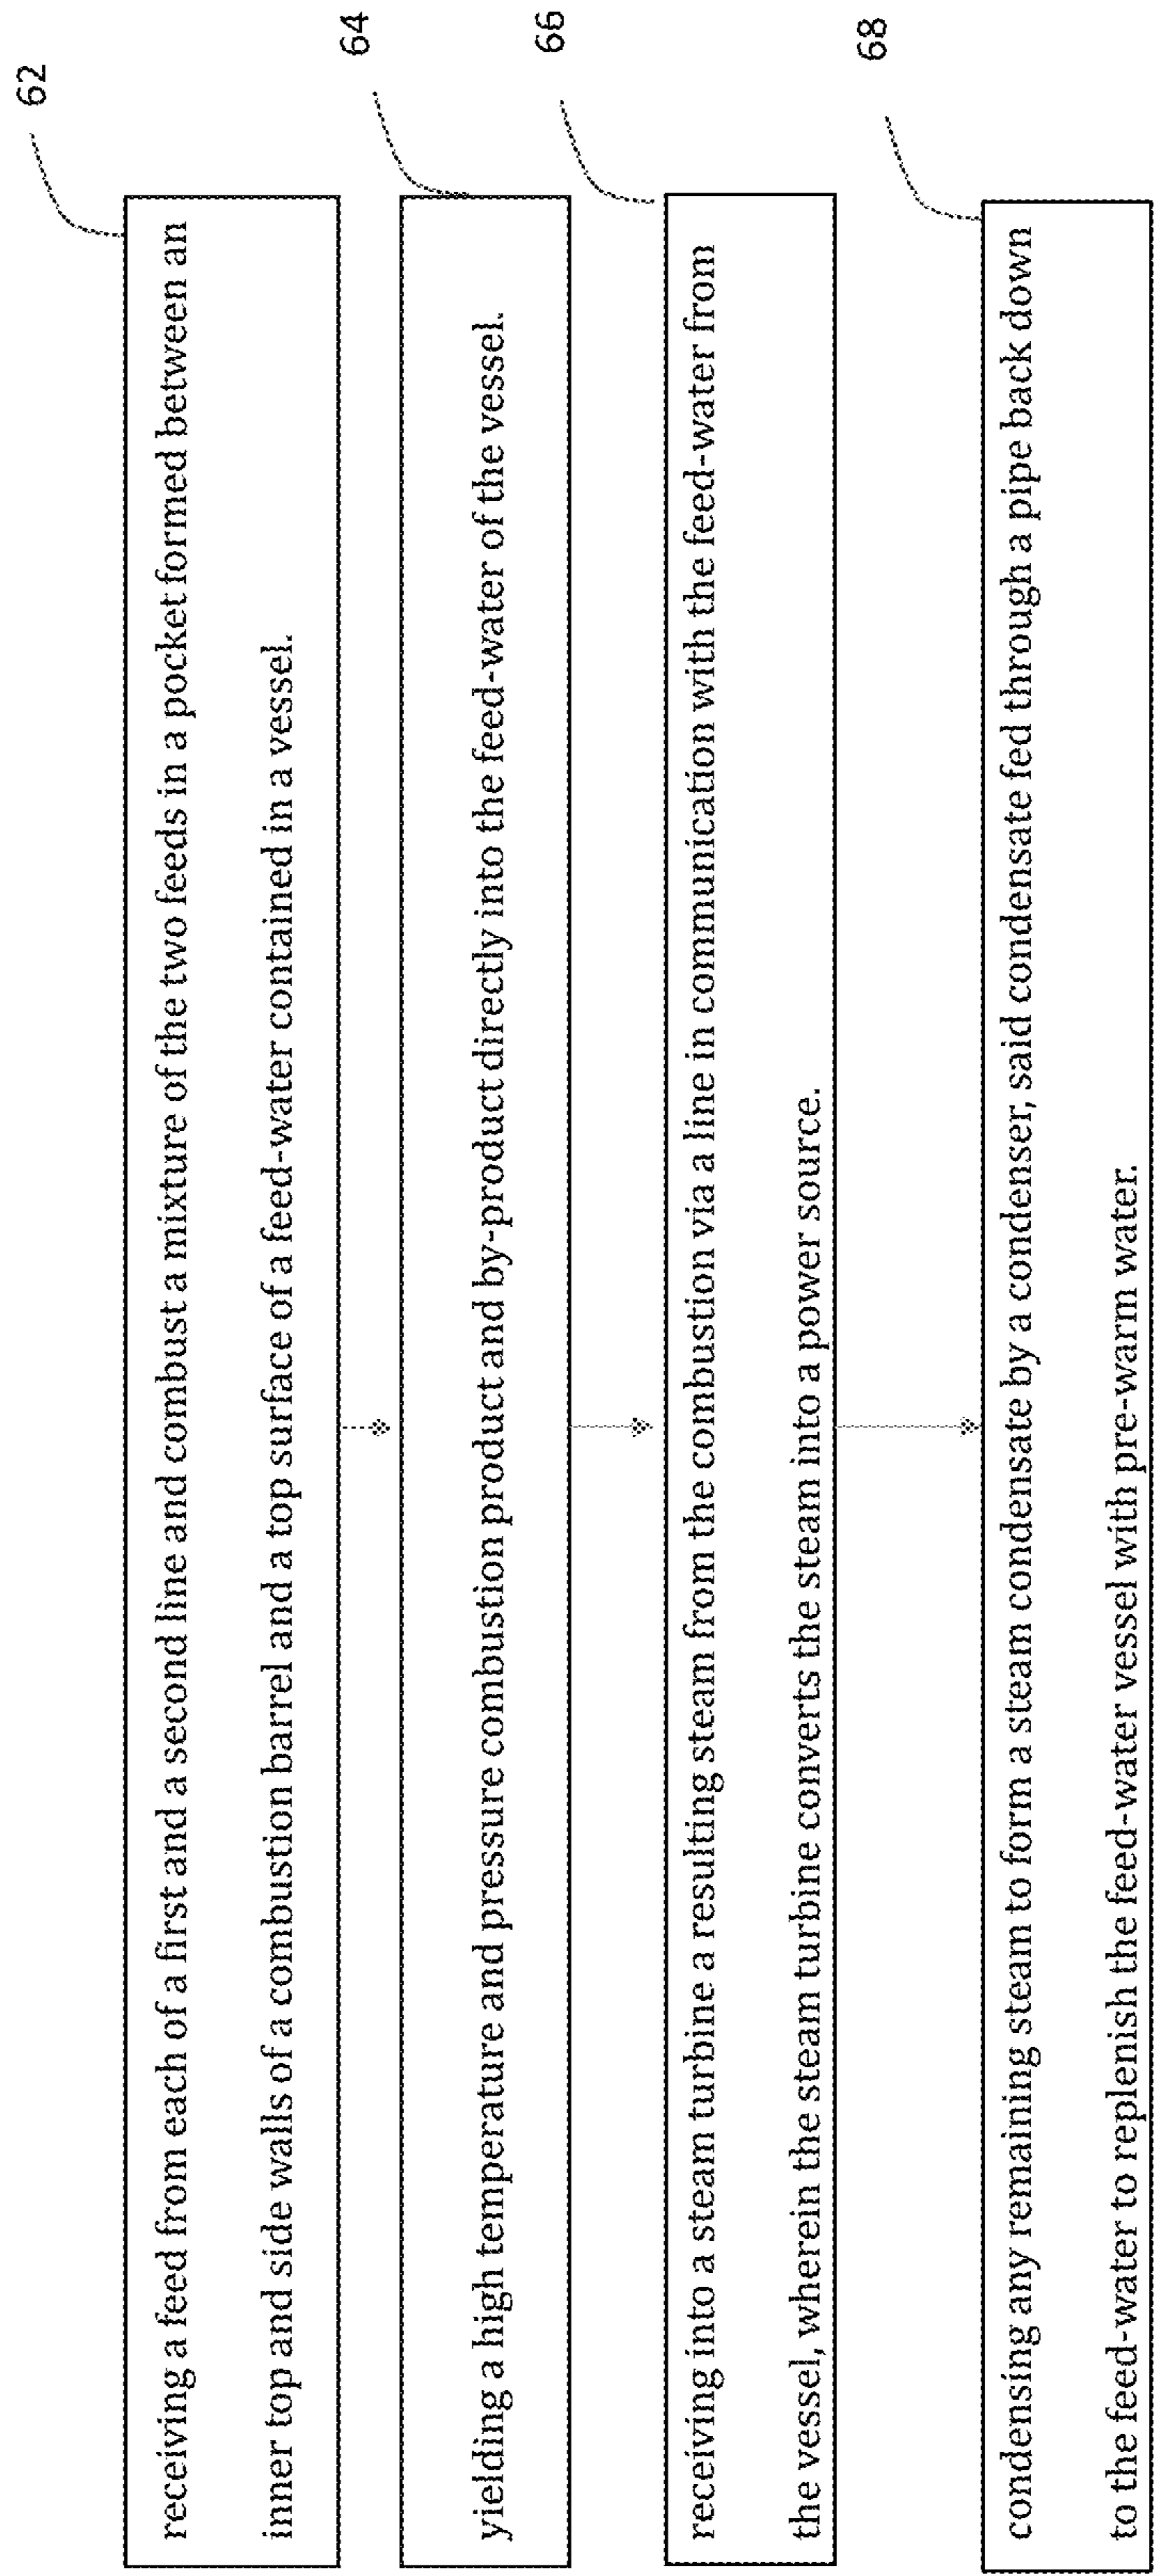 62
receiving a feed from each of a first and a second line and combust a mixture of the two feeds in a pocket formed between an
inner top and side walls of a combustion barrel and a top surface of a feed-water contained in a vessel.
64
yielding a high temperature and pressure combustion product and by-product directly into the feed-water of the vessel.
66
receiving into a steam turbine a resulting steam from the combustion via a line in communication with the feed-water from
the vessel, wherein the steam turbine converts the steam into a power source.
68
condensing any remaining steam to form a steam condensate by a condenser, said condensate fed through a pipe back down
to the feed-water to replenish the feed-water vessel with pre-warm water.